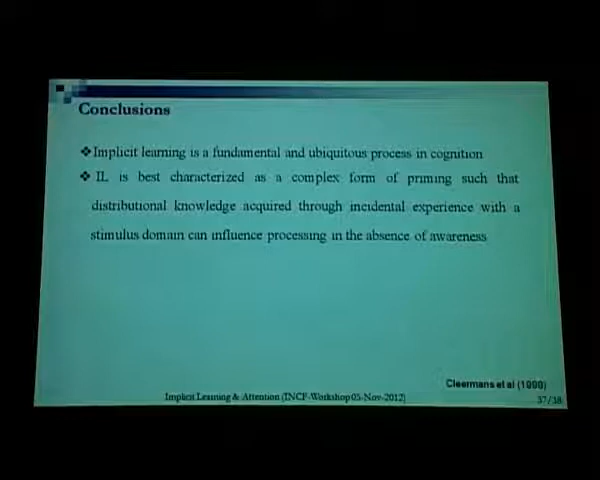 Conclusions
❖Implicit learning is a fundamental and ubiquitous process in cognition
❖ IL is best characterized as a complex form of priming such that
distributional knowledge acquired through incidental experience with a
stimulus domain can influence processing in the absence of awareness
Cleermans et al (1998)
Implicit Learning & Attention (INCF-Workshop 05-Nov-2012)
37/38